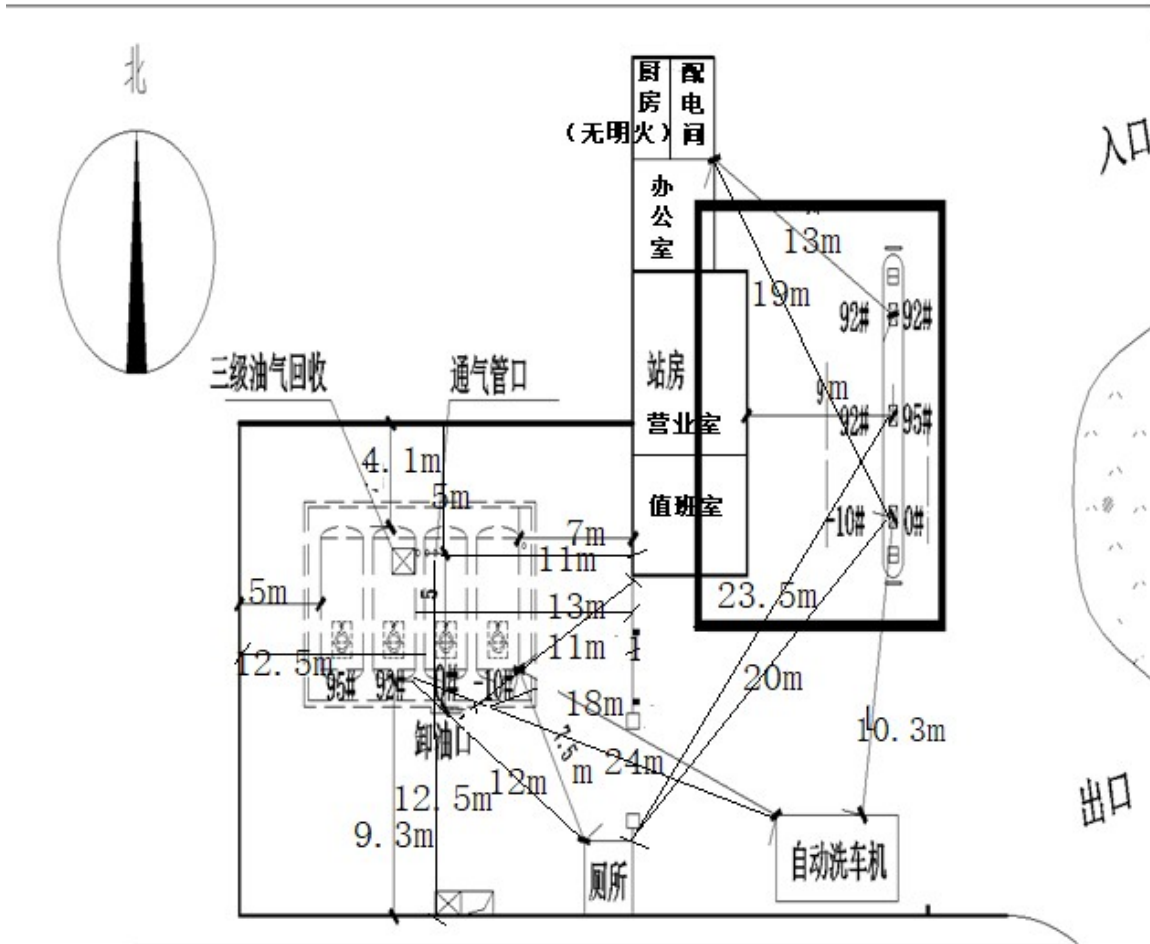 北
厨房
配电间
（无明火）
入口
办公室
13m
19m
92# 92#
三级油气回收
通气管口
站房
9m
营业室
92# 95#
4.1m
5m
值班室
-10# 0#
7m
11m
.5m
5
13m
23.5m
11m
12.5m
20m
95# 92# 0# -10#
18m
10.3m
卸油口
7.5m
24m
12m
12.5m
出口
9.3m
自动洗车机
厕所